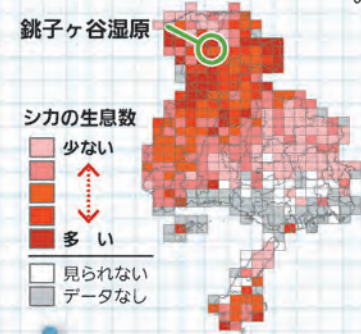 銚子ヶ谷湿原
シカの生息数
少ない
多 い
見られない
データなし